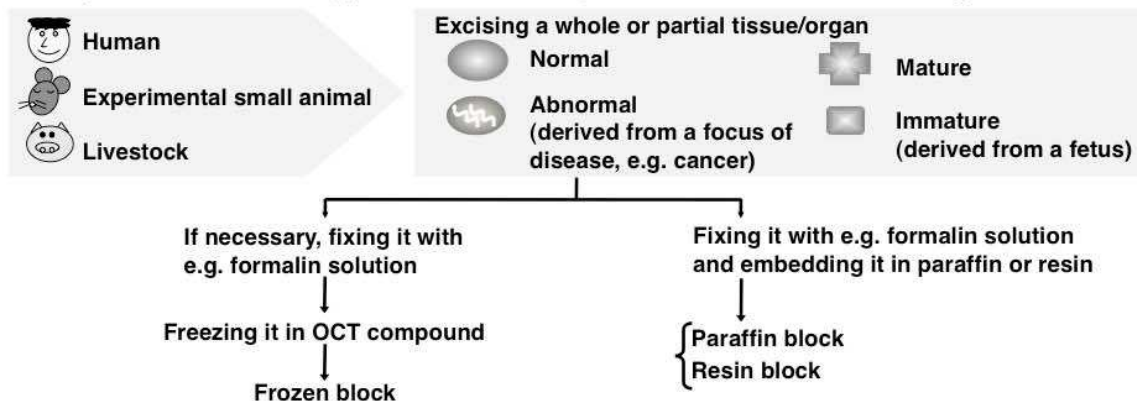 Human
Experimental small animal
Livestock
Excising a whole or partial tissue/organ
Normal
Abnormal
(derived from a focus of
disease, e.g. cancer)
Mature
Immature
(derived from a fetus)
If necessary, fixing it with
e.g. formalin solution
Freezing it in OCT compound
Frozen block
Fixing it with e.g. formalin solution
and embedding it in paraffin or resin
Paraffin block
Resin block